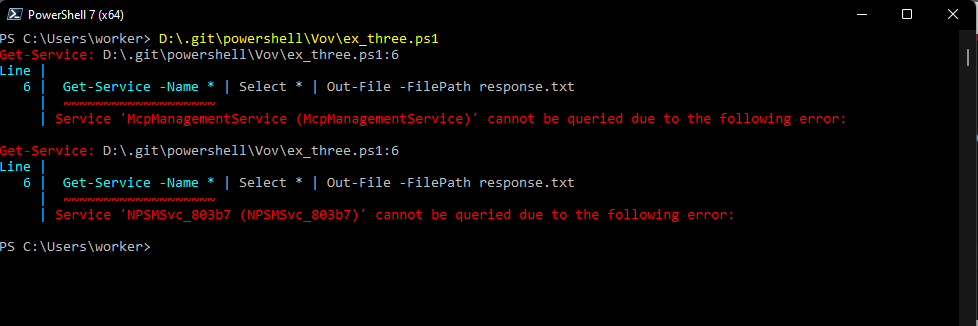 PowerShell 7 (x64)
PS C:\Users\worker> D:\.git\powershell\Vov\ex_three.ps1
Get-Service: D:\.git\powershell\Vov\ex_three.ps1:6
Line |
   6 |  Get-Service -Name * | Select * | Out-File -FilePath response.txt
     |  ~~~~~~~~~~~~~~~~~~~
     | Service 'McpManagementService (McpManagementService)' cannot be queried due to the following error:
Get-Service: D:\.git\powershell\Vov\ex_three.ps1:6
Line |
   6 |  Get-Service -Name * | Select * | Out-File -FilePath response.txt
     |  ~~~~~~~~~~~~~~~~~~~
     | Service 'NPSMSvc_803b7 (NPSMSvc_803b7)' cannot be queried due to the following error:
PS C:\Users\worker>